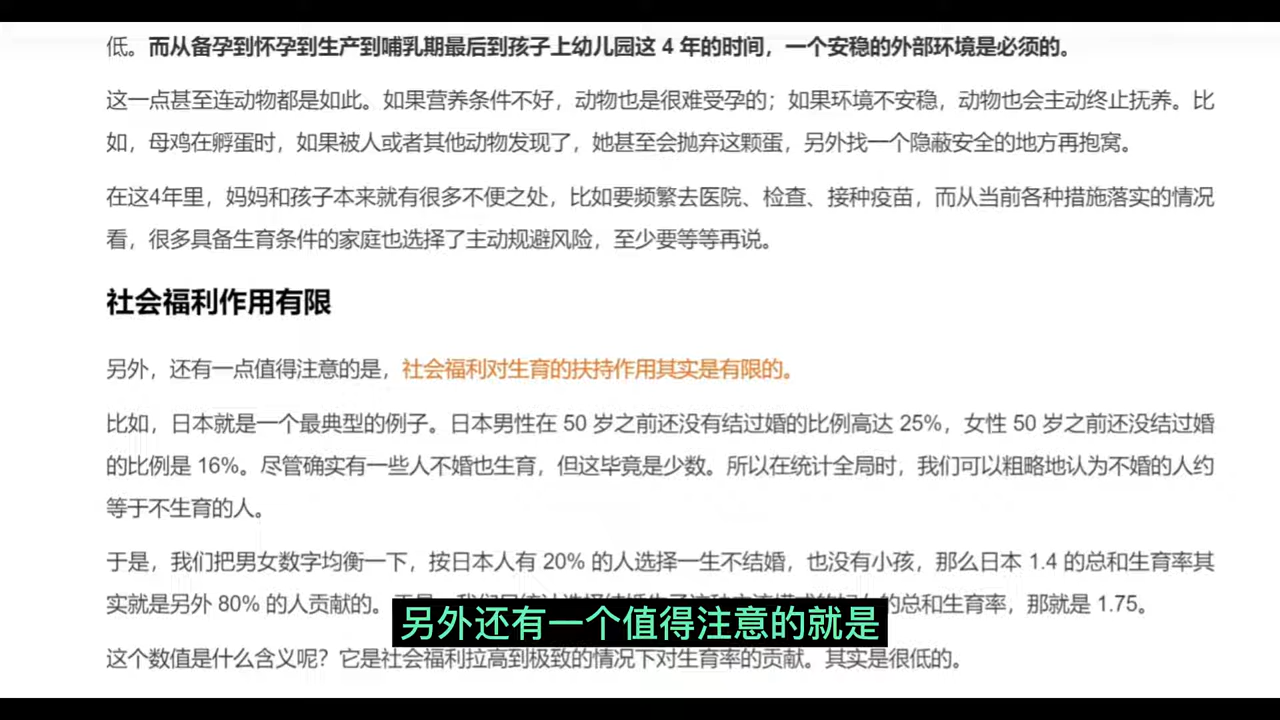 低。而从备孕到怀孕到生产到哺乳期最后到孩子上幼儿园这 4 年的时间，一个安稳的外部环境是必须的。
这一点甚至连动物都是如此。如果营养条件不好，动物也是很难受孕的；如果环境不安稳，动物也会主动终止抚养。比
如，母鸡在孵蛋时，如果被人或者其他动物发现了，她甚至会抛弃这颗蛋，另外找一个隐蔽安全的地方再抱窝。
在这4年里，妈妈和孩子本来就有很多不便之处，比如要频繁去医院、检查、接种疫苗，而从当前各种措施落实的情况
看，很多具备生育条件的家庭也选择了主动规避风险，至少要等等再说。
社会福利作用有限
另外，还有一点值得注意的是，社会福利对生育的扶持作用其实是有限的。
比如，日本就是一个最典型的例子。日本男性在 50 岁之前还没有结过婚的比例高达 25%，女性 50 岁之前还没结过婚
的比例是 16%。尽管确实有一些人不婚也生育，但这毕竟是少数。所以在统计全局时，我们可以粗略地认为不婚的人约
等于不生育的人。
于是，我们把男女数字均衡一下，按日本人有 20% 的人选择一生不结婚，也没有小孩，那么日本 1.4 的总和生育率其
实就是另外 80% 的人贡献的。的总和生育率，那就是 1.75。
另外还有一个值得注意的就是
这个数值是什么含义呢？它是社会福利拉高到极致的情况下对生育率的贡献。其实是很低的。